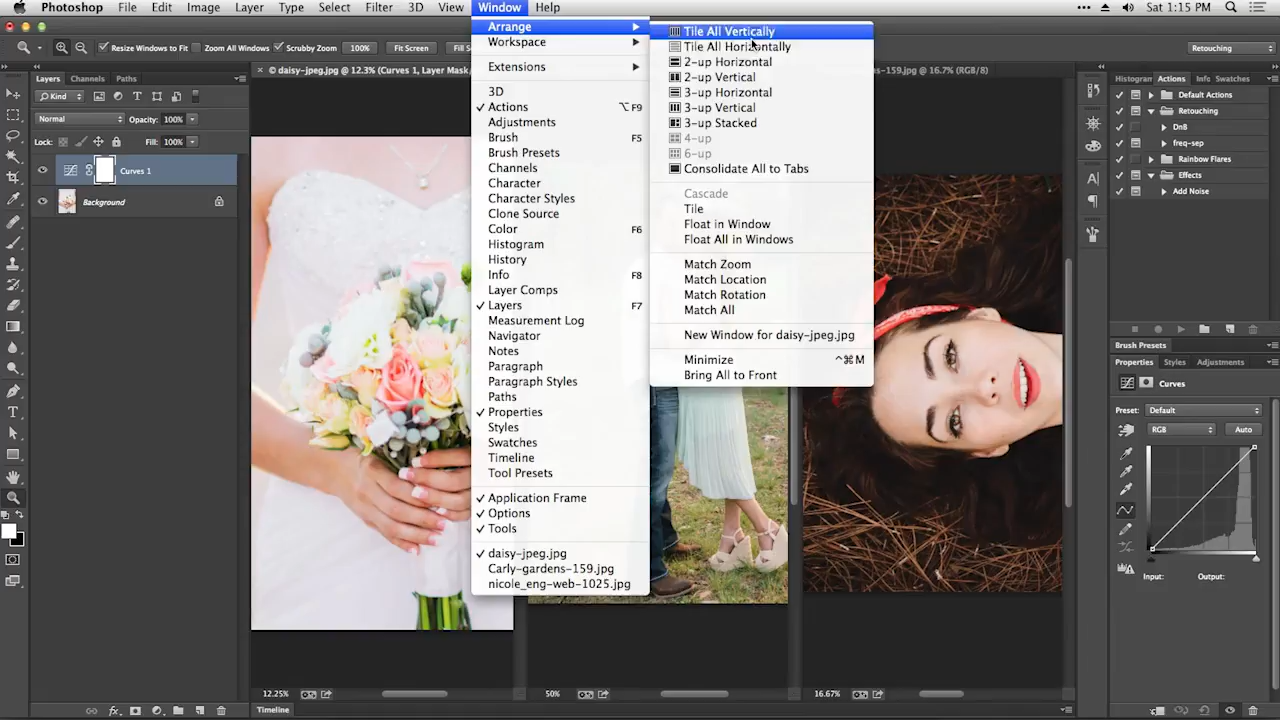 Photoshop File Edit Image Layer Type Select Filter 3D View Window Help Sat 1:15 PM
Resize Windows to Fit Zoom All Windows Scrubby Zoom 100% Fit Screen Retouching
Layers Channels Paths
Kind
Normal Opacity: 100%
Lock: Fill: 100%
Curves 1
Background
© daisy-jpeg.jpg @ 12.3% (Curves 1, Layer Mask/
-159.jpg @ 16.7% (RGB/8)
Arrange
Workspace
Extensions
3D
Actions ⌥F9
Adjustments
Brush F5
Brush Presets
Channels
Character
Character Styles
Clone Source
Color F6
Histogram
History
Info F8
Layer Comps
Layers F7
Measurement Log
Navigator
Notes
Paragraph
Paragraph Styles
Paths
Properties
Styles
Swatches
Timeline
Tool Presets
Application Frame
Options
Tools
daisy-jpeg.jpg
Carly-gardens-159.jpg
nicole_eng-web-1025.jpg
Tile All Vertically
Tile All Horizontally
2-up Horizontal
2-up Vertical
3-up Horizontal
3-up Vertical
3-up Stacked
4-up
6-up
Consolidate All to Tabs
Cascade
Tile
Float in Window
Float All in Windows
Match Zoom
Match Location
Match Rotation
Match All
New Window for daisy-jpeg.jpg
Minimize ^⌘M
Bring All to Front
Actions Info Swatches
Default Actions
Retouching
DnB
freq-sep
Rainbow Flares
Effects
Add Noise
Brush Presets
Properties Styles Adjustments
Curves
Preset: Default
RGB Auto
Input: Output:
12.25% 50% 16.67%
Timeline